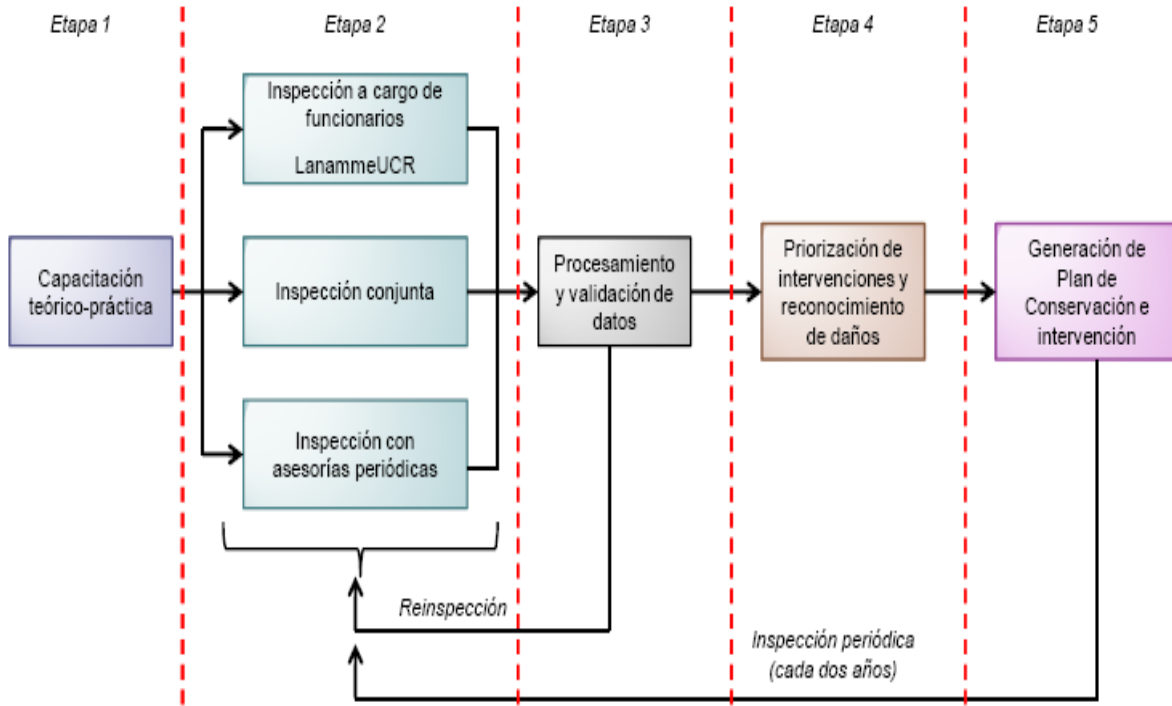 Etapa 1
Etapa 2
Etapa 3
Etapa 4
Etapa 5
Capacitación
teórico-práctica
Inspección a cargo de
funcionarios
LanammeUCR
Inspección conjunta
Inspección con
asesorías periódicas
Procesamiento
y validación de
datos
Priorización de
intervenciones y
reconocimiento
de daños
Generación de
Plan de
Conservación e
intervención
Reinspección
Inspección periódica
(cada dos años)